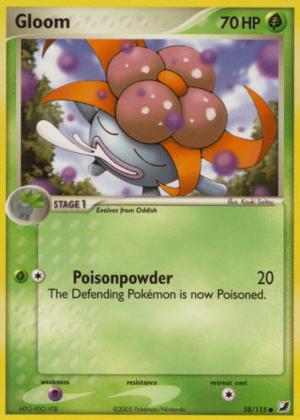 Gloom 70 HP
Illus. Kouki Saitou
STAGE 1
Evolves from Oddish
Poisonpowder 20
The Defending Pokémon is now Poisoned.
weakness resistance retreat cost
©2005 Pokémon/Nintendo 58/115